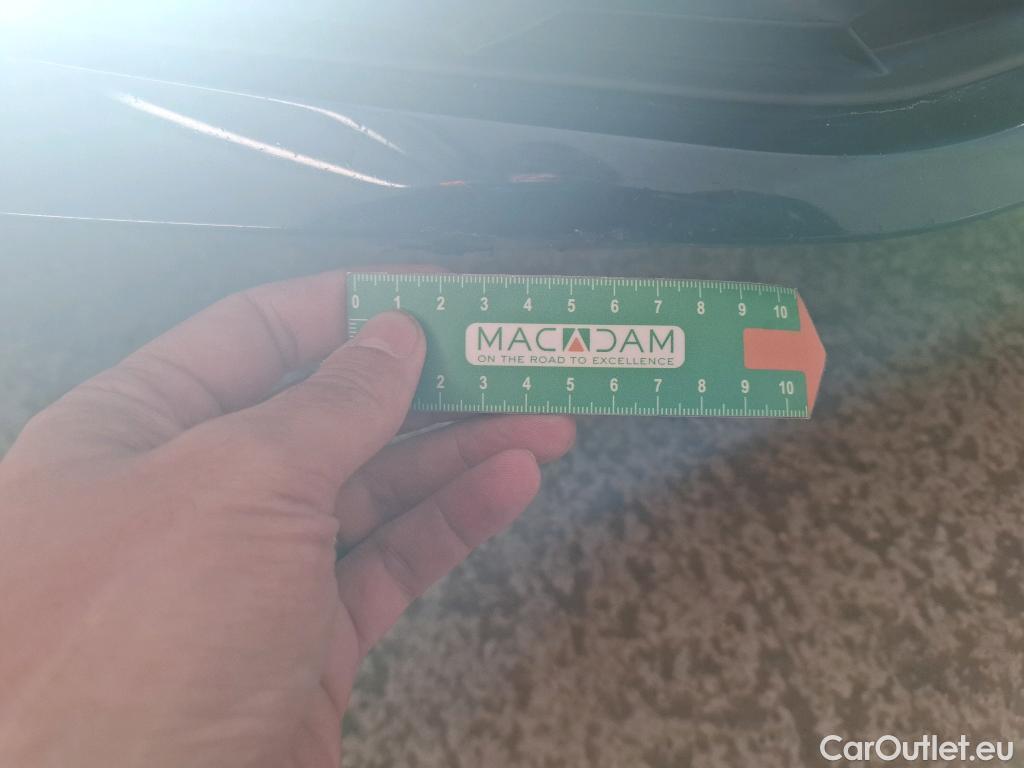 0 1 2 3 4 5 6 7 8 9 10
MACADAM
ON THE ROAD TO EXCELLENCE
2 3 4 5 6 7 8 9 10
CarOutlet.eu